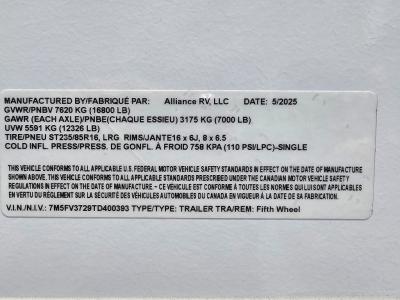 MANUFACTURED BY/FABRIQUÉ PAR: Alliance RV, LLC DATE: 5/2025
GVWR/PNBV 7620 KG (16800 LB)
GAWR (EACH AXLE)/PNBE(CHAQUE ESSIEU) 3175 KG (7000 LB)
UVW 5591 KG (12326 LB)
TIRE/PNEU ST235/85R16, LRG RIMS/JANTE16 x 6J, 8 x 6.5
COLD INFL. PRESS/PRESS. DE GONFL. À FROID 758 KPA (110 PSI/LPC)-SINGLE
THIS VEHICLE CONFORMS TO ALL APPLICABLE U.S. FEDERAL MOTOR VEHICLE SAFETY STANDARDS IN EFFECT ON THE DATE OF MANUFACTURE
SHOWN ABOVE. THIS VEHICLE CONFORMS TO ALL APPLICABLE STANDARDS PRESCRIBED UNDER THE CANADIAN MOTOR VEHICLE SAFETY
REGULATIONS IN EFFECT ON THE DATE OF MANUFACTURE - CE VÉHICULE EST CONFORME À TOUTES LES NORMES QUI LUI SONT APPLICABLES
EN VERTU DU RÉGLEMENT SUR LA SÉCURITÉ DES VÉHICULES AUTOMOBILES DU CANADA EN VIGUEUR À LA DATE DE SA FABRICATION.
V.I.N./N.I.V.: 7M5FV3729TD400393 TYPE/TYPE: TRAILER TRA/REM: Fifth Wheel